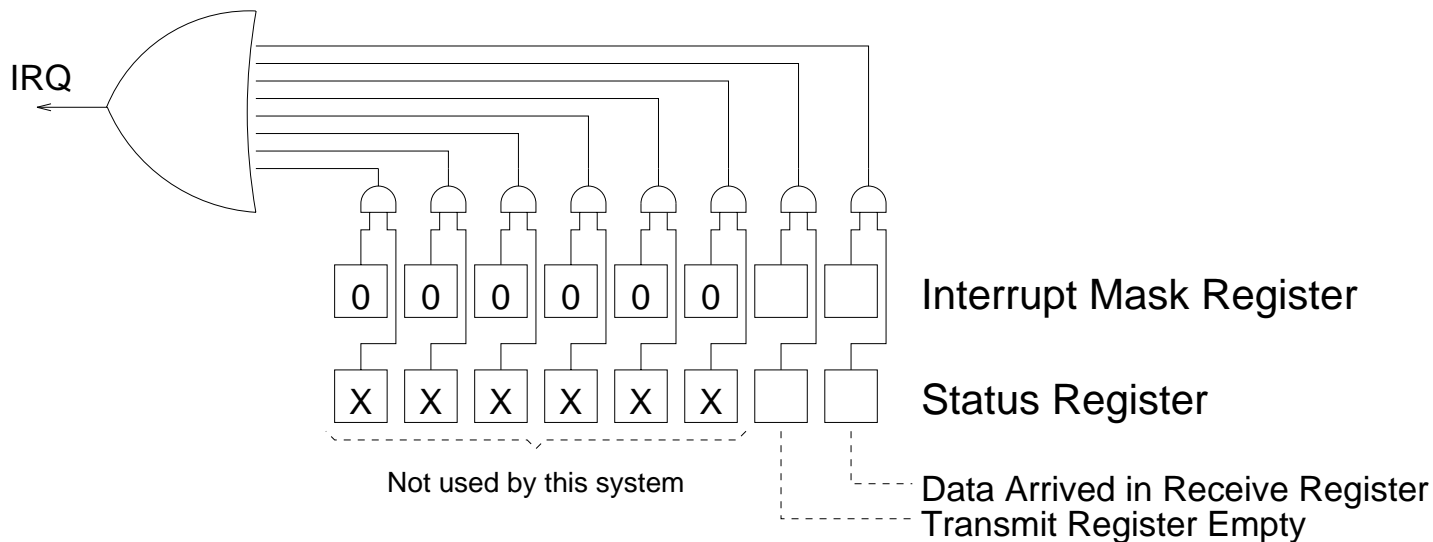 IRQ
0 0 0 0 0 0
Interrupt Mask Register
X X X X X X
Status Register
Not used by this system
Data Arrived in Receive Register
Transmit Register Empty